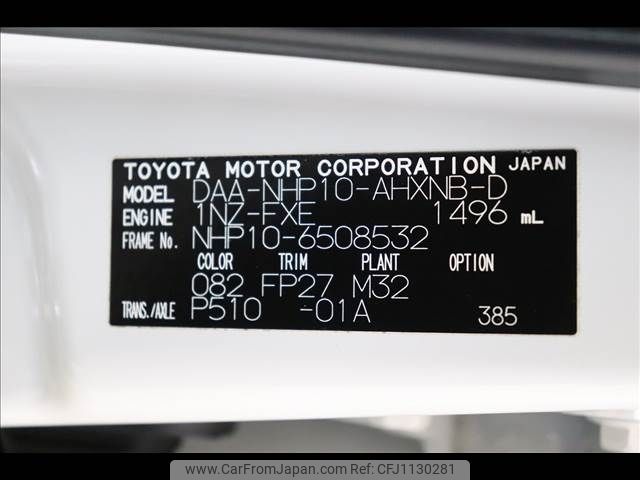 TOYOTA MOTOR CORPORATION JAPAN
MODEL DAA-NHP10-AHXNB-D
ENGINE 1NZ-FXE 1496 mL
FRAME No. NHP10-6508532
COLOR TRIM PLANT OPTION
082 FP27 M32
TRANS./AXLE P510 -01A 385
www.CarFromJapan.com @CFJ1130281